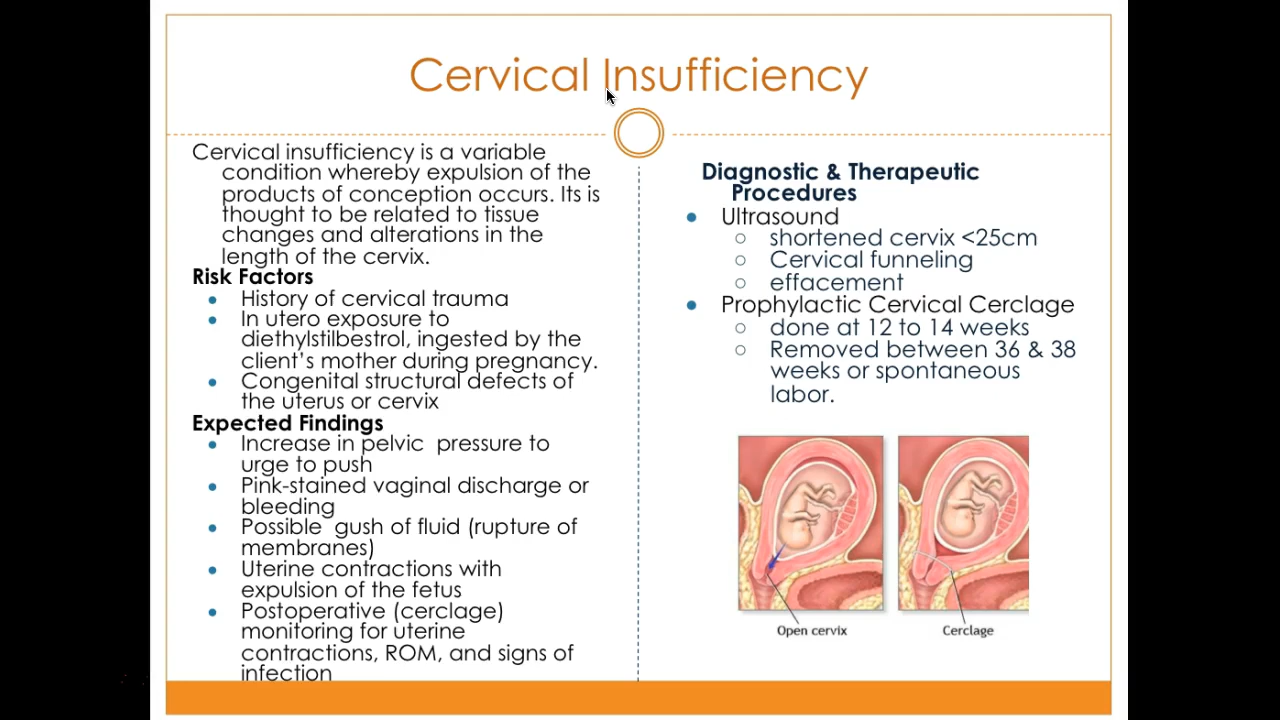 Cervical Insufficiency
Cervical insufficiency is a variable
condition whereby expulsion of the
products of conception occurs. Its is
thought to be related to tissue
changes and alterations in the
length of the cervix.
Risk Factors
• History of cervical trauma
• In utero exposure to
diethylstilbestrol, ingested by the
client’s mother during pregnancy.
• Congenital structural defects of
the uterus or cervix
Expected Findings
• Increase in pelvic pressure to
urge to push
• Pink-stained vaginal discharge or
bleeding
• Possible gush of fluid (rupture of
membranes)
• Uterine contractions with
expulsion of the fetus
• Postoperative (cerclage)
monitoring for uterine
contractions, ROM, and signs of
infection
Diagnostic & Therapeutic
Procedures
• Ultrasound
○ shortened cervix <25cm
○ Cervical funneling
○ effacement
• Prophylactic Cervical Cerclage
○ done at 12 to 14 weeks
○ Removed between 36 & 38
weeks or spontaneous
labor.
Open cervix
Cerclage